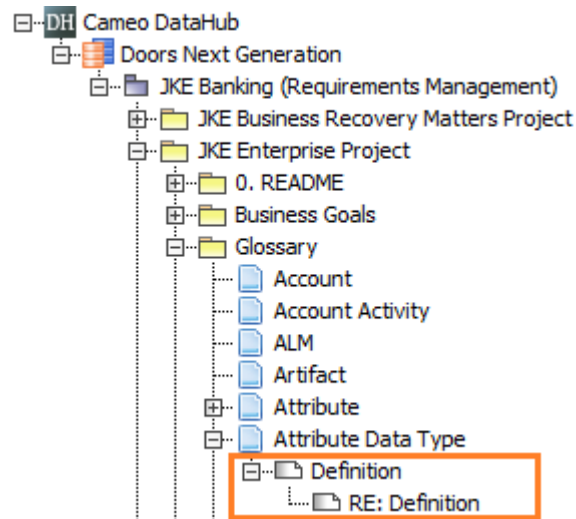 DH Cameo DataHub
Doors Next Generation
JKE Banking (Requirements Management)
JKE Business Recovery Matters Project
JKE Enterprise Project
0. README
Business Goals
Glossary
Account
Account Activity
ALM
Artifact
Attribute
Attribute Data Type
Definition
RE: Definition